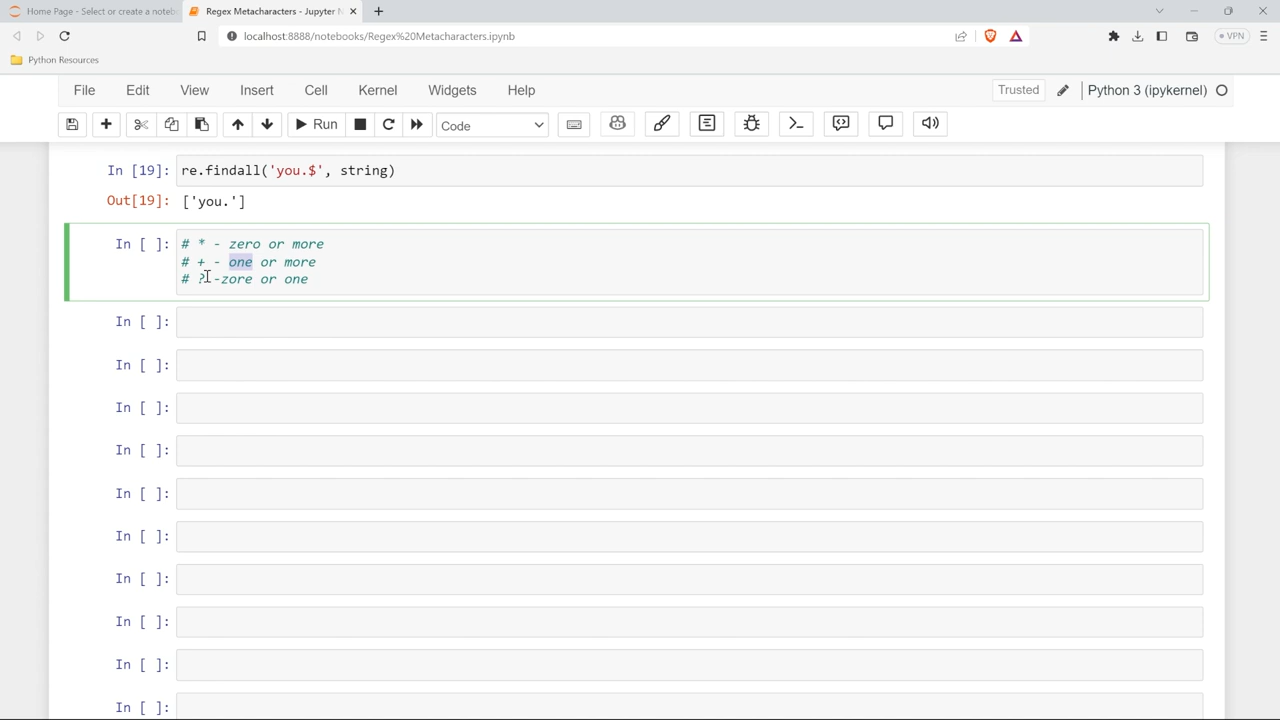 Home Page - Select or create a noteb
Regex Metacharacters - Jupyter N
localhost:8888/notebooks/Regex%20Metacharacters.ipynb
VPN
Python Resources
File Edit View Insert Cell Kernel Widgets Help
Trusted
Python 3 (ipykernel)
Run
Code
In [19]: re.findall('you.$', string)
Out[19]: ['you.']
In [ ]: # * - zero or more
# + - one or more
# ? -zore or one
In [ ]:
In [ ]:
In [ ]:
In [ ]:
In [ ]:
In [ ]:
In [ ]:
In [ ]:
In [ ]:
In [ ]: